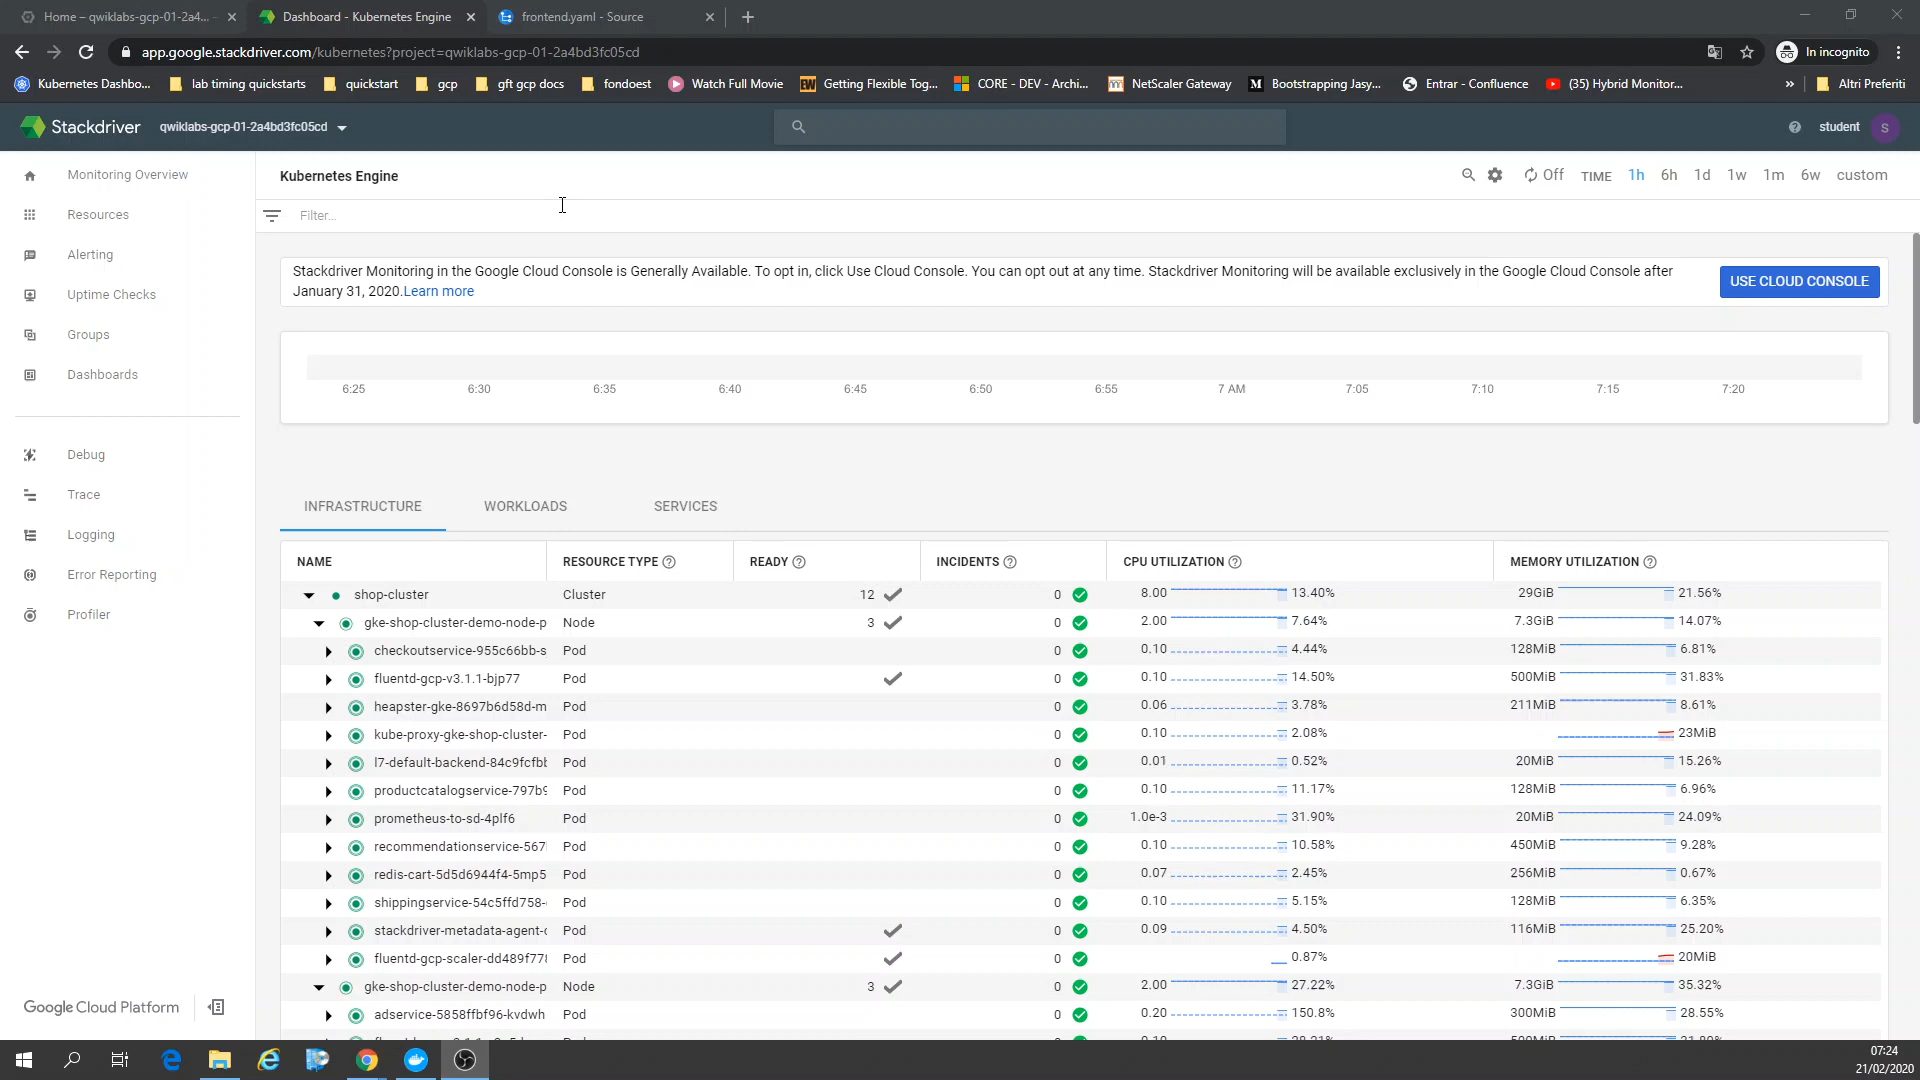 Home – qwiklabs-gcp-01-2a4...
Dashboard - Kubernetes Engine
frontend.yaml - Source
app.google.stackdriver.com/kubernetes?project=qwiklabs-gcp-01-2a4bd3fc05cd
In incognito
Kubernetes Dashbo...
lab timing quickstarts
quickstart
gcp
gft gcp docs
fondoest
Watch Full Movie
Getting Flexible Tog...
CORE - DEV - Archi...
NetScaler Gateway
Bootstrapping Jasy...
Entrar - Confluence
(35) Hybrid Monitor...
»
Altri Preferiti
Stackdriver
qwiklabs-gcp-01-2a4bd3fc05cd
student
S
Monitoring Overview
Resources
Alerting
Uptime Checks
Groups
Dashboards
Debug
Trace
Logging
Error Reporting
Profiler
Google Cloud Platform
Kubernetes Engine
Off TIME 1h 6h 1d 1w 1m 6w custom
Filter...
Stackdriver Monitoring in the Google Cloud Console is Generally Available. To opt in, click Use Cloud Console. You can opt out at any time. Stackdriver Monitoring will be available exclusively in the Google Cloud Console after
January 31, 2020.Learn more
USE CLOUD CONSOLE
6:25 6:30 6:35 6:40 6:45 6:50 6:55 7 AM 7:05 7:10 7:15 7:20
INFRASTRUCTURE WORKLOADS SERVICES
NAME RESOURCE TYPE READY INCIDENTS CPU UTILIZATION MEMORY UTILIZATION
shop-cluster Cluster 12 0 8.00 13.40% 29GiB 21.56%
gke-shop-cluster-demo-node-p Node 3 0 2.00 7.64% 7.3GiB 14.07%
checkoutservice-955c66bb-s Pod 0 0.10 4.44% 128MiB 6.81%
fluentd-gcp-v3.1.1-bjp77 Pod 0 0.10 14.50% 500MiB 31.83%
heapster-gke-8697b6d58d-m Pod 0 0.06 3.78% 211MiB 8.61%
kube-proxy-gke-shop-cluster- Pod 0 0.10 2.08% 23MiB
l7-default-backend-84c9fcfbb Pod 0 0.01 0.52% 20MiB 15.26%
productcatalogservice-797b9 Pod 0 0.10 11.17% 128MiB 6.96%
prometheus-to-sd-4plf6 Pod 0 1.0e-3 31.90% 20MiB 24.09%
recommendationservice-567 Pod 0 0.10 10.58% 450MiB 9.28%
redis-cart-5d5d6944f4-5mp5 Pod 0 0.07 2.45% 256MiB 0.67%
shippingservice-54c5ffd758- Pod 0 0.10 5.15% 128MiB 6.35%
stackdriver-metadata-agent-c Pod 0 0.09 4.50% 116MiB 25.20%
fluentd-gcp-scaler-dd489f778 Pod 0 0.87% 20MiB
gke-shop-cluster-demo-node-p Node 3 0 2.00 27.22% 7.3GiB 35.32%
adservice-5858ffbf96-kvdwh Pod 0 0.20 150.8% 300MiB 28.55%
07:24
21/02/2020